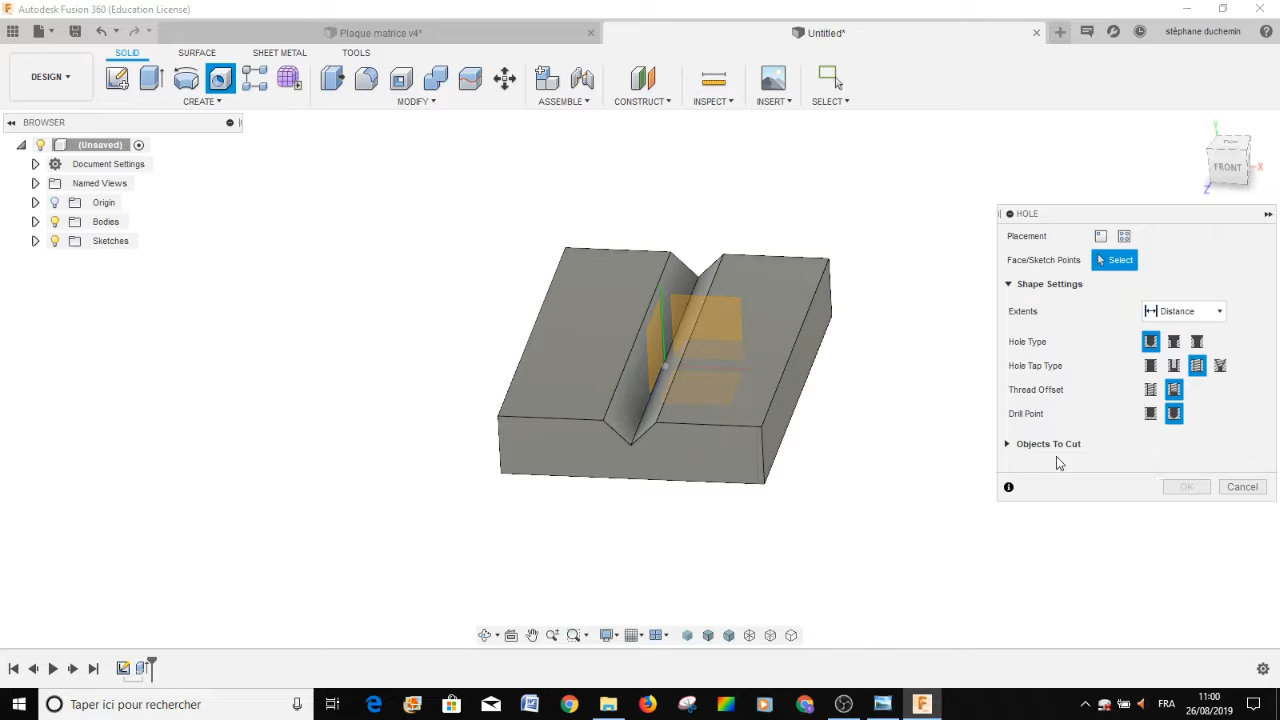 Autodesk Fusion 360 (Education License)
Plaque matrice v4*
Untitled*
stéphane duchemin
SOLID SURFACE SHEET METAL TOOLS
DESIGN
CREATE MODIFY ASSEMBLE CONSTRUCT INSPECT INSERT SELECT
BROWSER
(Unsaved)
Document Settings
Named Views
Origin
Bodies
Sketches
Y
X
Z
FRONT
HOLE
Placement
Face/Sketch Points Select
Shape Settings
Extents Distance
Hole Type
Hole Tap Type
Thread Offset
Drill Point
Objects To Cut
OK Cancel
Taper ici pour rechercher
FRA
11:00
26/08/2019